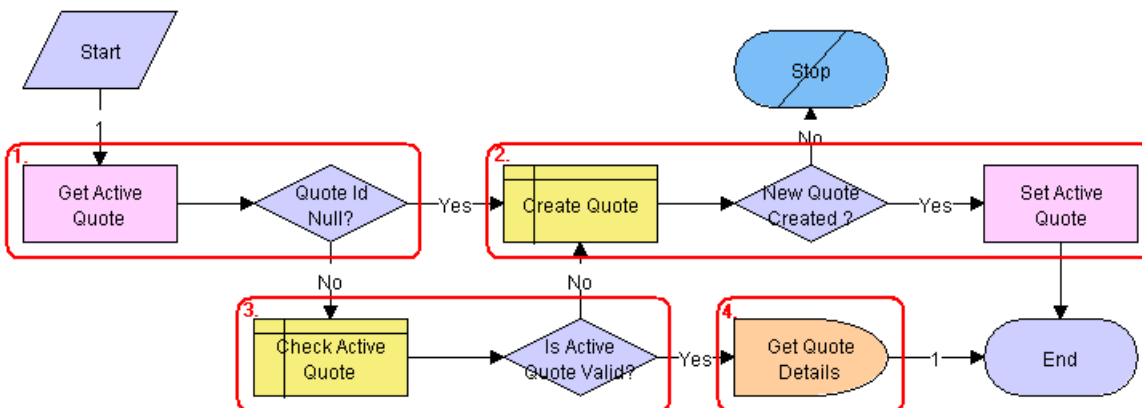 Start
Stop
1
No
1.
2.
Get Active
Quote
Quote Id
Null?
Yes
Create Quote
New Quote
Created ?
Yes
Set Active
Quote
No
No
3.
4.
Check Active
Quote
Is Active
Quote Valid?
Yes
Get Quote
Details
1
End